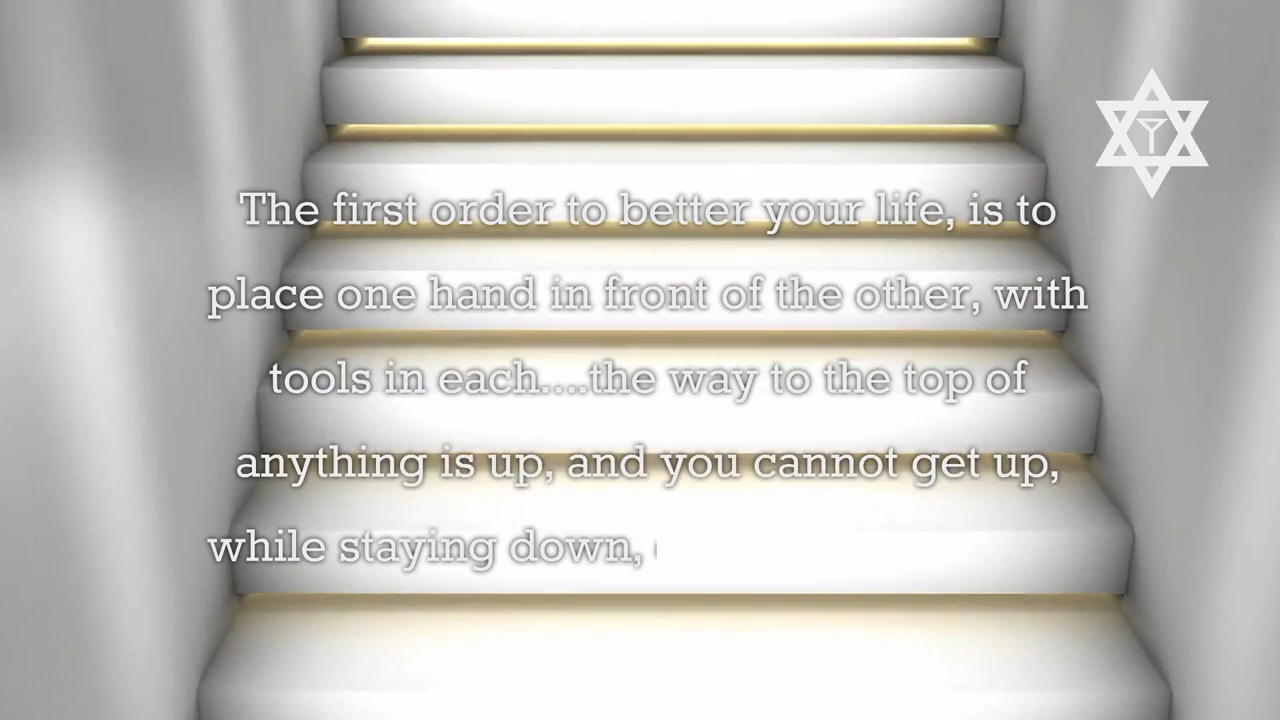 The first order to better your life, is to
place one hand in front of the other, with
tools in each....the way to the top of
anything is up, and you cannot get up,
while staying down,